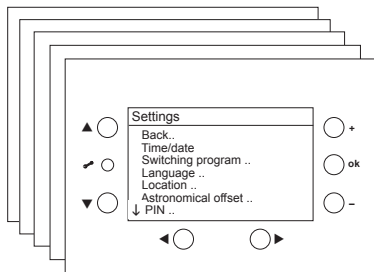 Settings
Back..
Time/date
Switching program ..
Language ..
Location ..
Astronomical offset ..
↓ PIN ..
▲
▼
◀
▶
+
ok
–